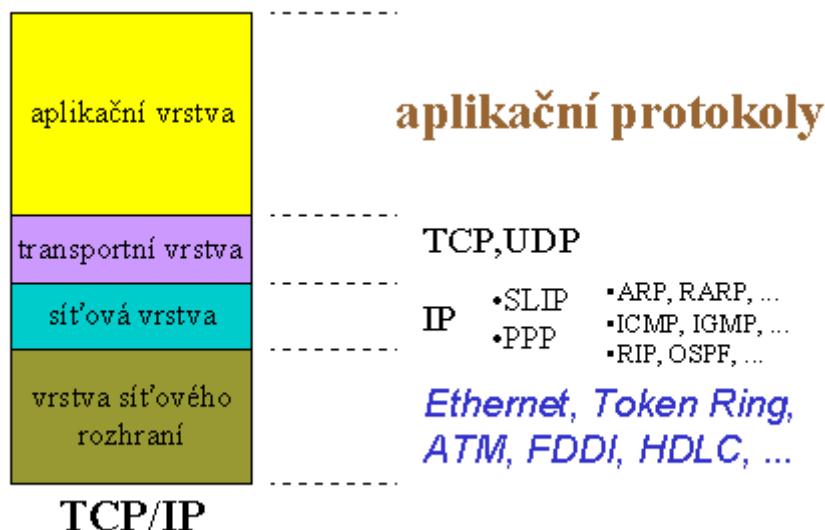 aplikační vrstva
aplikační protokoly
transportní vrstva
TCP,UDP
síťová vrstva
IP
•SLIP
•PPP
•ARP, RARP, ...
•ICMP, IGMP, ...
•RIP, OSPF, ...
vrstva síťového
rozhraní
Ethernet, Token Ring,
ATM, FDDI, HDLC, ...
TCP/IP